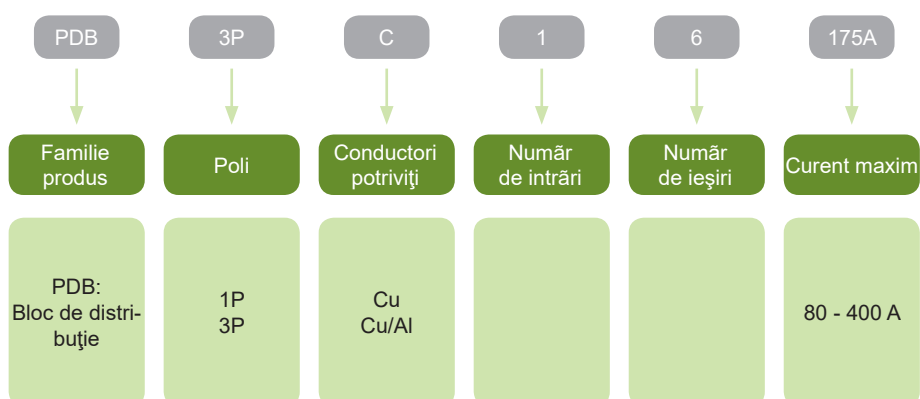 PDB
3P
C
1
6
175A
Familie
produs
Poli
Conductori
potriviţi
Număr
de intrări
Număr
de ieşiri
Curent maxim
PDB:
Bloc de distri-
buţie
1P
3P
Cu
Cu/Al
80 - 400 A